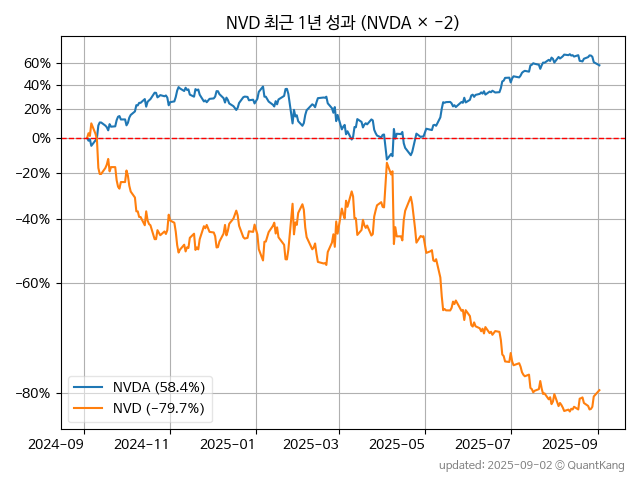 NVD 최근 1년 성과 (NVDA × −2)
60%
40%
20%
0%
−20%
−40%
−60%
−80%
NVDA (58.4%)
NVD (−79.7%)
2024−09 2024−11 2025−01 2025−03 2025−05 2025−07 2025−09
updated: 2025−09−02 © QuantKang